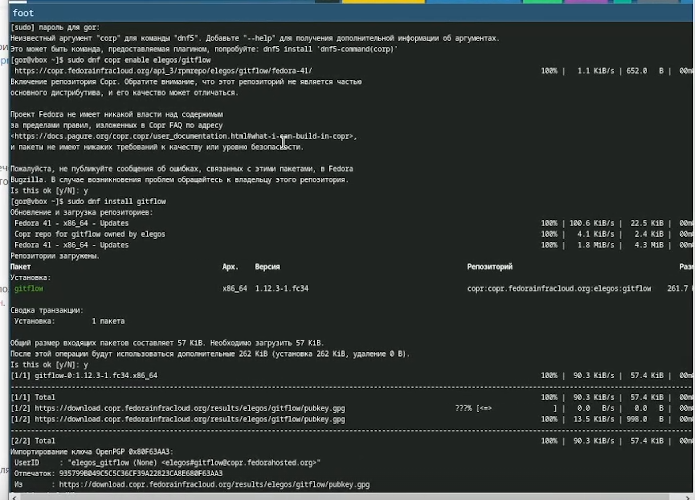 foot
[sudo] пароль для gor:
Неизвестный аргумент "corp" для команды "dnf5". Добавьте "--help" для получения дополнительной информации об аргументах.
Это может быть команда, предоставляемая плагином, попробуйте: dnf5 install 'dnf5-command(corp)'
[gor@vbox ~]$ sudo dnf copr enable elegos/gitflow
https://copr.fedorainfracloud.org/api_3/rpmrepo/elegos/gitflow/fedora-41/ 100% | 1.1 KiB/s | 652.0 B | 00m
Включение репозитория Copr. Обратите внимание, что этот репозиторий не является частью
основного дистрибутива, и его качество может отличаться.
Проект Fedora не имеет никакой власти над содержимым
за пределами правил, изложенных в Copr FAQ по адресу
<https://docs.pagure.org/copr.copr/user_documentation.html#what-i-can-build-in-copr>,
и пакеты не имеют никаких требований к качеству или уровню безопасности.
Пожалуйста, не публикуйте сообщения об ошибках, связанных с этими пакетами, в Fedora
Bugzilla. В случае возникновения проблем обращайтесь к владельцу этого репозитория.
Is this ok [y/N]: y
[gor@vbox ~]$ sudo dnf install gitflow
Обновление и загрузка репозиториев:
Fedora 41 - x86_64 - Updates 100% | 100.6 KiB/s | 22.5 KiB | 00m
Copr repo for gitflow owned by elegos 100% | 4.1 KiB/s | 2.4 KiB | 00m
Fedora 41 - x86_64 - Updates 100% | 1.8 MiB/s | 4.3 MiB | 00m
Репозитории загружены.
Пакет Арх. Версия Репозиторий Разм
Установка:
gitflow x86_64 1.12.3-1.fc34 copr:copr.fedorainfracloud.org:elegos:gitflow 261.7 K
Сводка транзакции:
Установка: 1 пакета
Общий размер входящих пакетов составляет 57 KiB. Необходимо загрузить 57 KiB.
После этой операции будут использоваться дополнительные 262 KiB (установка 262 KiB, удаление 0 B).
Is this ok [y/N]: y
[1/1] gitflow-0:1.12.3-1.fc34.x86_64 100% | 90.3 KiB/s | 57.4 KiB | 00m
[1/1] Total 100% | 90.3 KiB/s | 57.4 KiB | 00m
[1/2] https://download.copr.fedorainfracloud.org/results/elegos/gitflow/pubkey.gpg ???% [<=> ] | 0.0 B/s | 0.0 B | 00m
[1/2] https://download.copr.fedorainfracloud.org/results/elegos/gitflow/pubkey.gpg 100% | 13.5 KiB/s | 998.0 B | 00m
[2/2] Total 100% | 90.3 KiB/s | 57.4 KiB | 00m
Импортирование ключа OpenPGP 0x80F63AA3:
UserID : "elegos_gitflow (None) <elegos#gitflow@copr.fedorahosted.org>"
Отпечаток:
Из : https://download.copr.fedorainfracloud.org/results/elegos/gitflow/pubkey.gpg